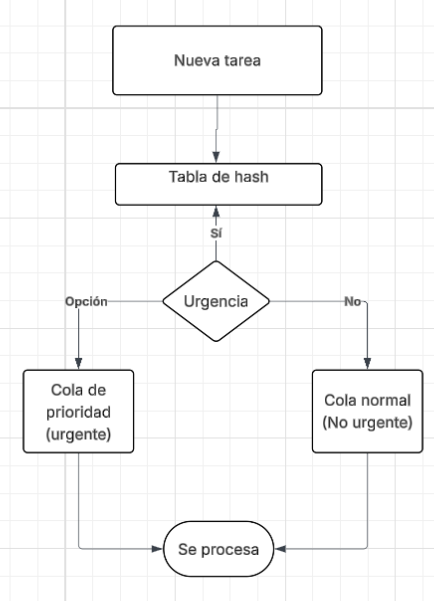 Nueva tarea
Tabla de hash
Sí
Urgencia
Opción
No
Cola de
prioridad
(urgente)
Cola normal
(No urgente)
Se procesa